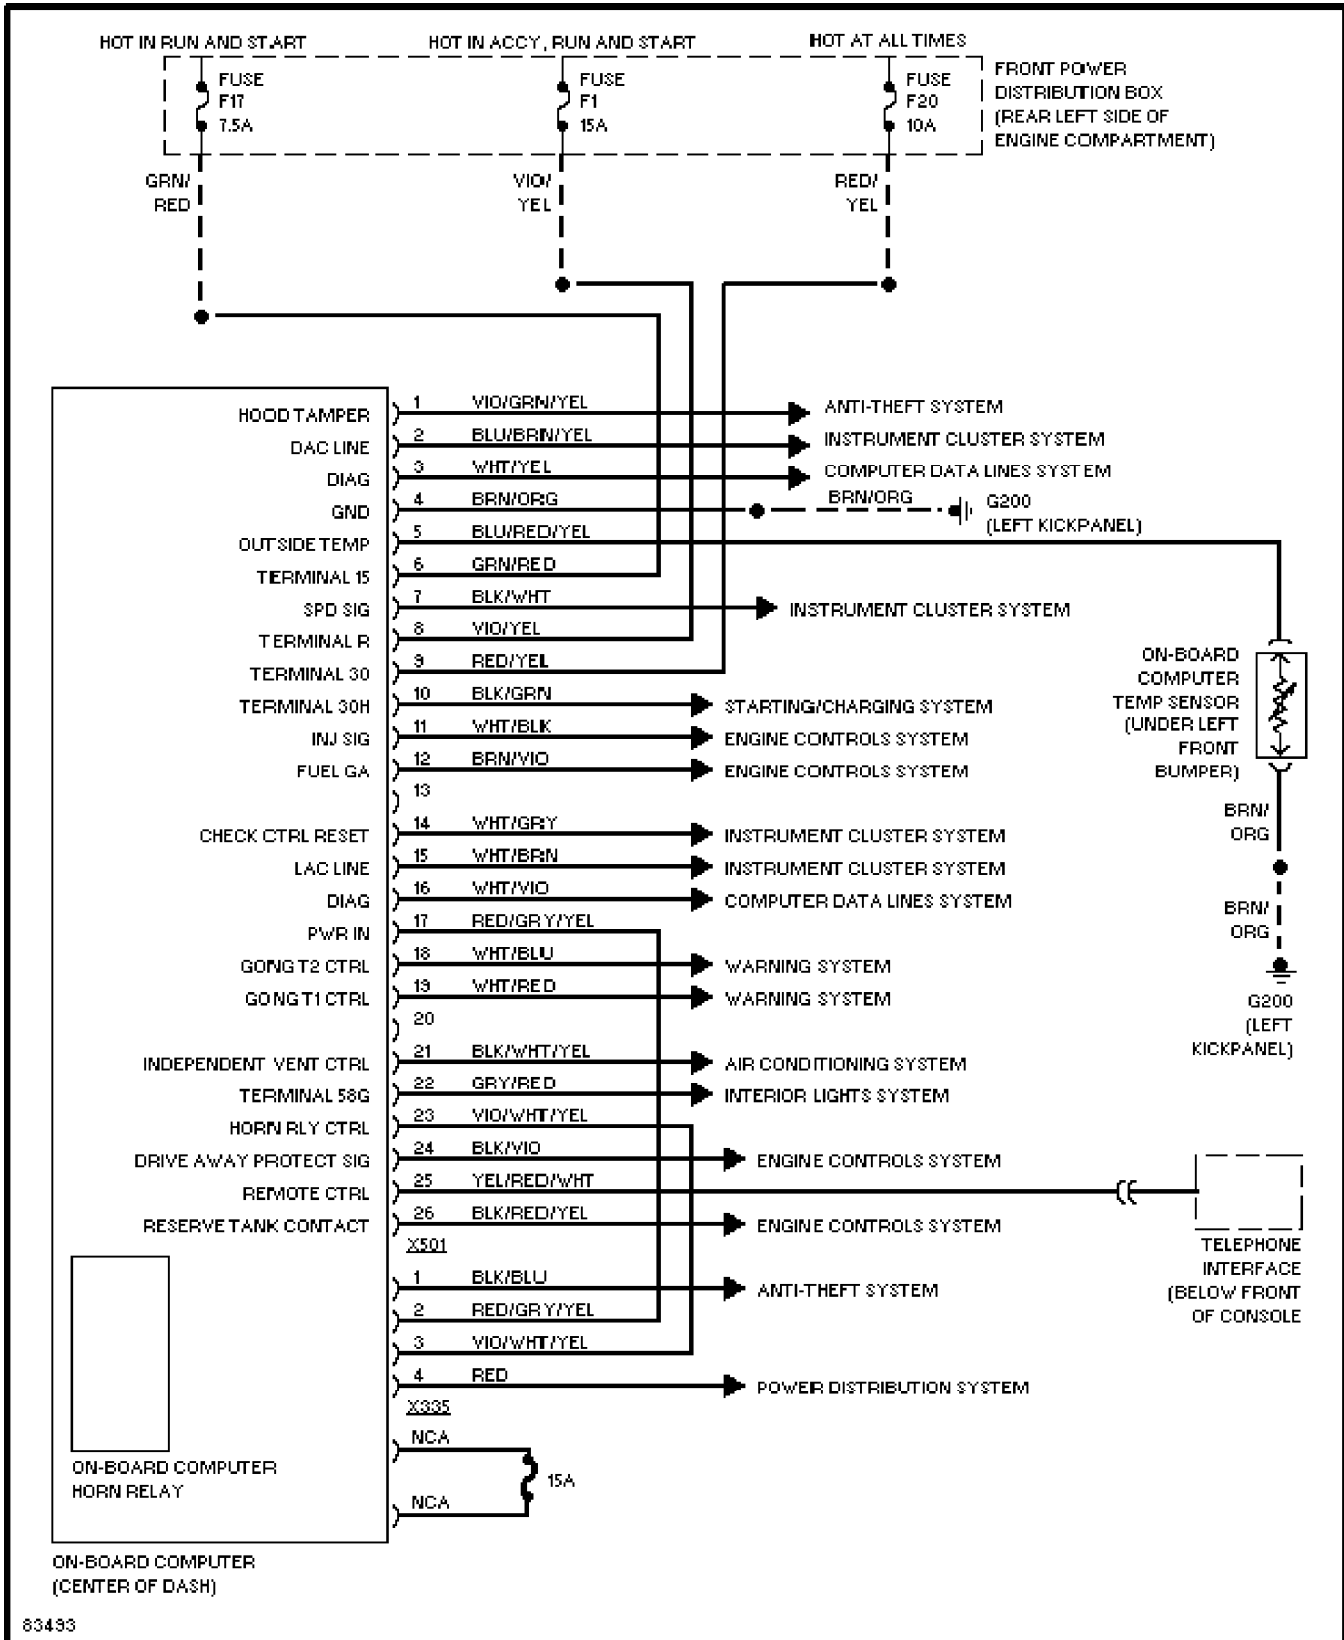 HOT IN RUN AND START
HOT IN ACCY, RUN AND START
HOT AT ALL TIMES
FUSE
F17
7.5A
FUSE
F1
15A
FUSE
F20
10A
FRONT POWER
DISTRIBUTION BOX
(REAR LEFT SIDE OF
ENGINE COMPARTMENT)
GRN/
RED
VIO/
YEL
RED/
YEL
HOOD TAMPER 1 VIO/GRN/YEL ANTI-THEFT SYSTEM
DAC LINE 2 BLU/BRN/YEL INSTRUMENT CLUSTER SYSTEM
DIAG 3 WHT/YEL COMPUTER DATA LINES SYSTEM
GND 4 BRN/ORG BRN/ORG G200
(LEFT KICKPANEL)
OUTSIDE TEMP 5 BLU/RED/YEL
TERMINAL 15 6 GRN/RED
SPD SIG 7 BLK/WHT INSTRUMENT CLUSTER SYSTEM
TERMINAL R 8 VIO/YEL
TERMINAL 30 9 RED/YEL
TERMINAL 30H 10 BLK/GRN STARTING/CHARGING SYSTEM
INJ SIG 11 WHT/BLK ENGINE CONTROLS SYSTEM
FUEL GA 12 BRN/VIO ENGINE CONTROLS SYSTEM
13
CHECK CTRL RESET 14 WHT/GRY INSTRUMENT CLUSTER SYSTEM
LAC LINE 15 WHT/BRN INSTRUMENT CLUSTER SYSTEM
DIAG 16 WHT/VIO COMPUTER DATA LINES SYSTEM
PWR IN 17 RED/GRY/YEL
GONG T2 CTRL 18 WHT/BLU WARNING SYSTEM
GONG T1 CTRL 19 WHT/RED WARNING SYSTEM
20
INDEPENDENT VENT CTRL 21 BLK/WHT/YEL AIR CONDITIONING SYSTEM
TERMINAL 58G 22 GRY/RED INTERIOR LIGHTS SYSTEM
HORN RLY CTRL 23 VIO/WHT/YEL
DRIVE AWAY PROTECT SIG 24 BLK/VIO ENGINE CONTROLS SYSTEM
REMOTE CTRL 25 YEL/RED/WHT
RESERVE TANK CONTACT 26 BLK/RED/YEL ENGINE CONTROLS SYSTEM
X501
1 BLK/BLU ANTI-THEFT SYSTEM
2 RED/GRY/YEL
3 VIO/WHT/YEL
4 RED POWER DISTRIBUTION SYSTEM
X335
NCA
15A
NCA
ON-BOARD
COMPUTER
TEMP SENSOR
(UNDER LEFT
FRONT
BUMPER)
BRN/
ORG
BRN/
ORG
G200
(LEFT
KICKPANEL)
TELEPHONE
INTERFACE
(BELOW FRONT
OF CONSOLE
ON-BOARD COMPUTER
HORN RELAY
ON-BOARD COMPUTER
(CENTER OF DASH)
83493